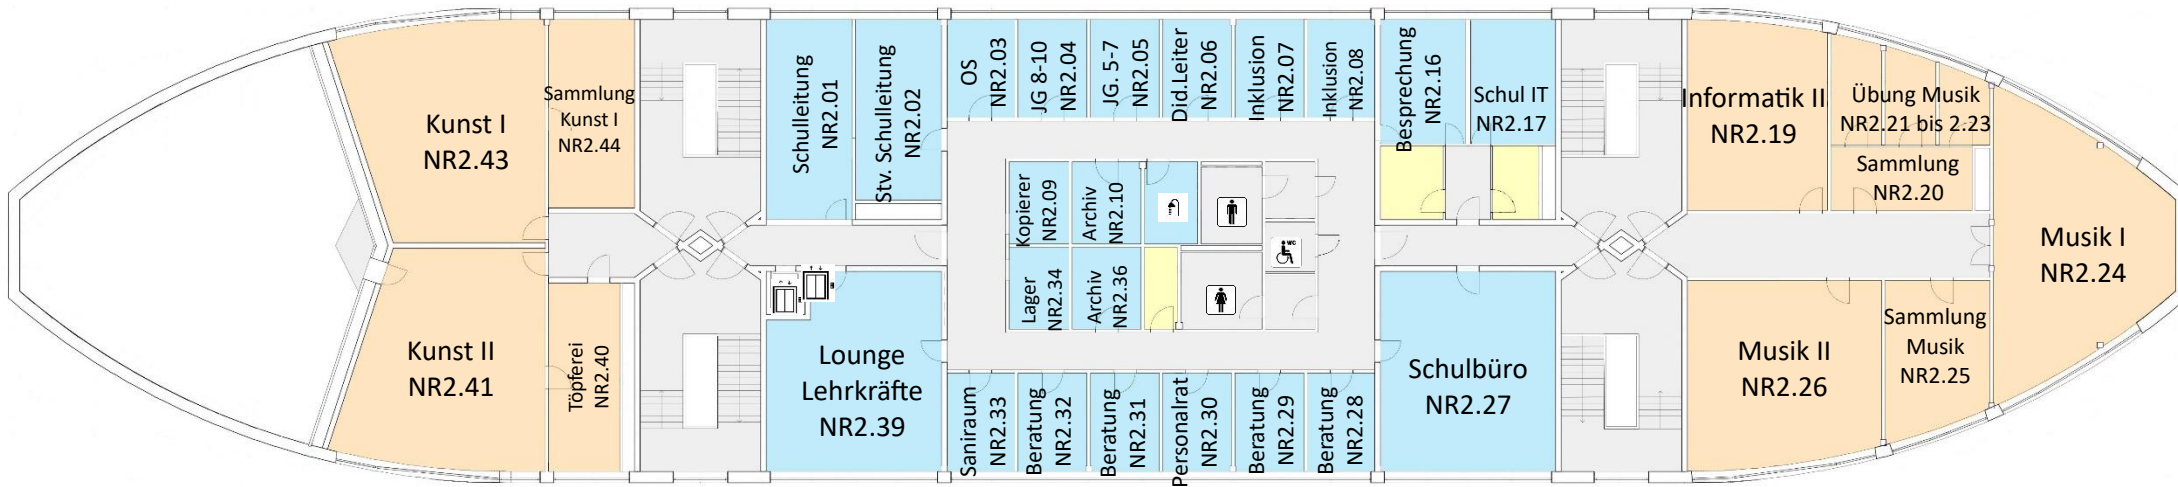 Kunst I
NR2.43
Sammlung
Kunst I
NR2.44
Schulleitung
NR2.01
Stv. Schulleitung
NR2.02
OS
NR2.03
JG 8-10
NR2.04
JG. 5-7
NR2.05
Did.Leiter
NR2.06
Inklusion
NR2.07
Inklusion
NR2.08
Besprechung
NR2.16
Schul IT
NR2.17
Informatik II
NR2.19
Übung Musik
NR2.21 bis 2.23
Sammlung
NR2.20
Musik I
NR2.24
Kopierer
NR2.09
Archiv
NR2.10
WC
Lager
NR2.34
Archiv
NR2.36
Kunst II
NR2.41
Töpferei
NR2.40
Lounge
Lehrkräfte
NR2.39
Saniraum
NR2.33
Beratung
NR2.32
Beratung
NR2.31
Personalrat
NR2.30
Beratung
NR2.29
Beratung
NR2.28
Schulbüro
NR2.27
Musik II
NR2.26
Sammlung
Musik
NR2.25